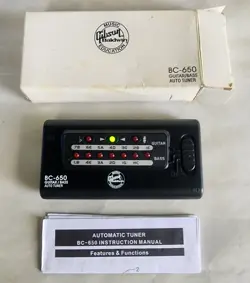 MUSIC
Gibson
Baldwin
EDUCATION
BC-650
GUITAR/BASS
AUTO TUNER
GUITAR
BASS
BC-650
GUITAR / BASS
AUTO TUNER
AUTOMATIC TUNER
BC-650 INSTRUCTION MANUAL
Features & Functions